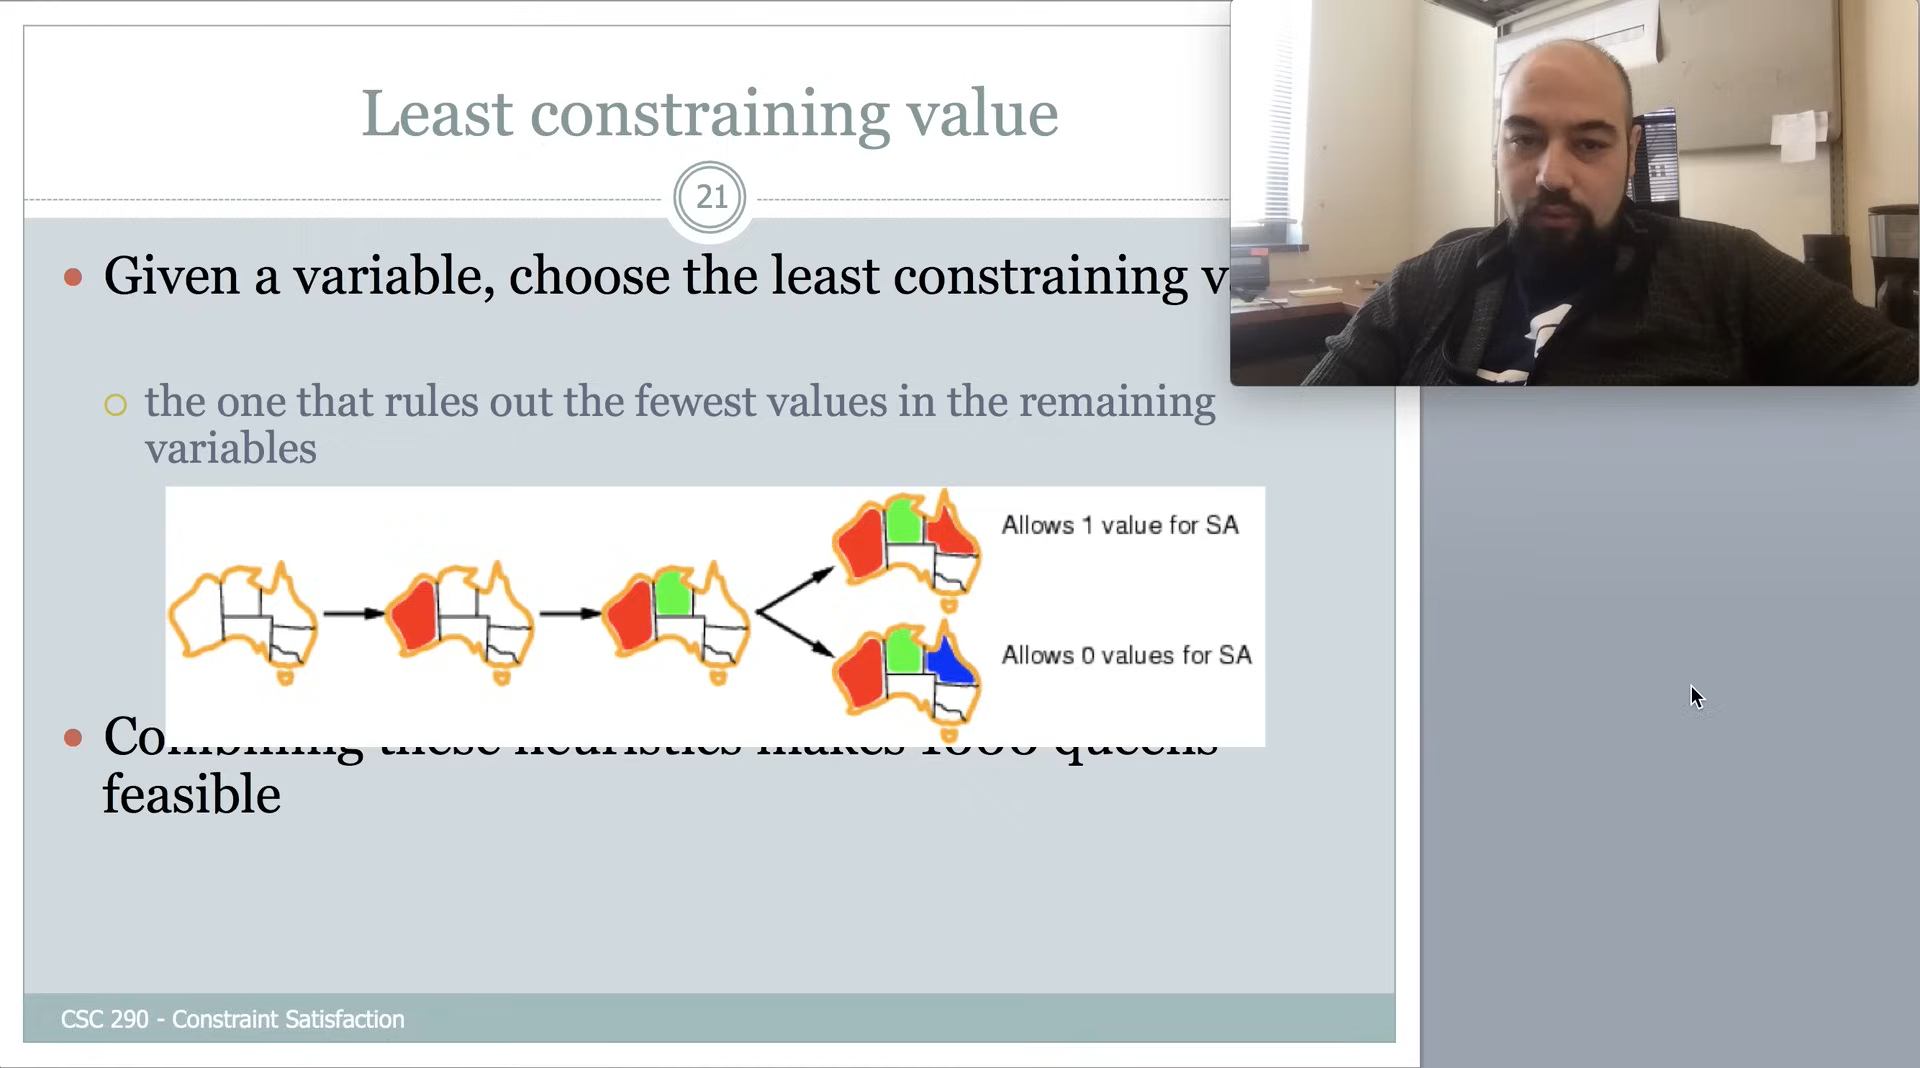 Least constraining value
21
Given a variable, choose the least constraining
the one that rules out the fewest values in the remaining
variables
Allows 1 value for SA
Allows 0 values for SA
Combining these heuristics makes 1000 queens
feasible
CSC 290 - Constraint Satisfaction